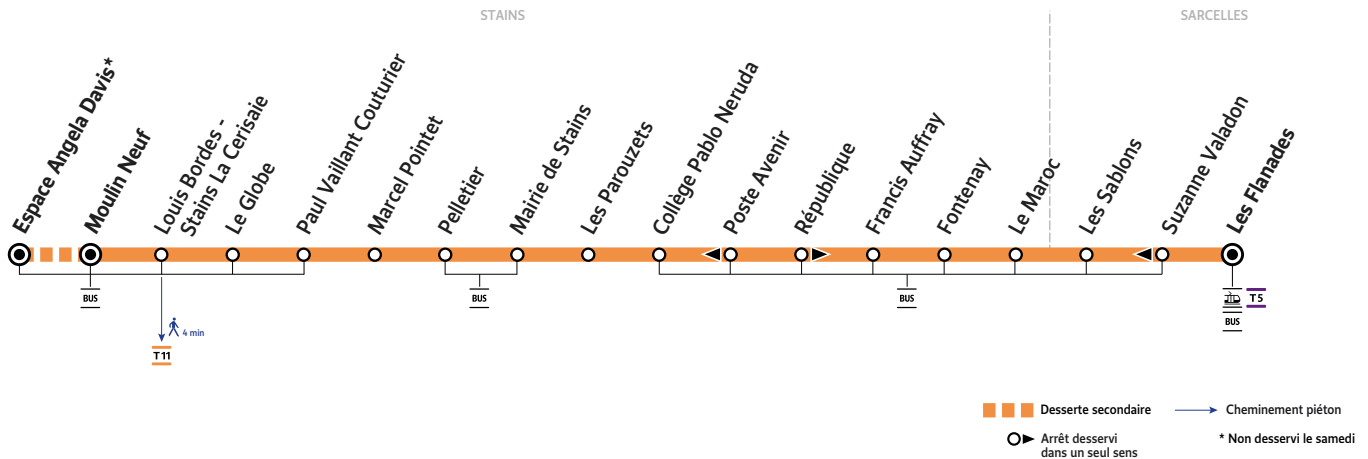 STAINS
SARCELLES
Espace Angela Davis*
Moulin Neuf
Louis Bordes -
Stains La Cerisaie
Le Globe
Paul Vaillant Couturier
Marcel Pointet
Pelletier
Mairie de Stains
Les Parouzets
Collège Pablo Neruda
Poste Avenir
République
Francis Auffray
Fontenay
Le Maroc
Les Sablons
Suzanne Valadon
Les Flanades
BUS
BUS
BUS
T5
BUS
4 min
T11
Desserte secondaire
Cheminement piéton
Arrêt desservi
dans un seul sens
* Non desservi le samedi